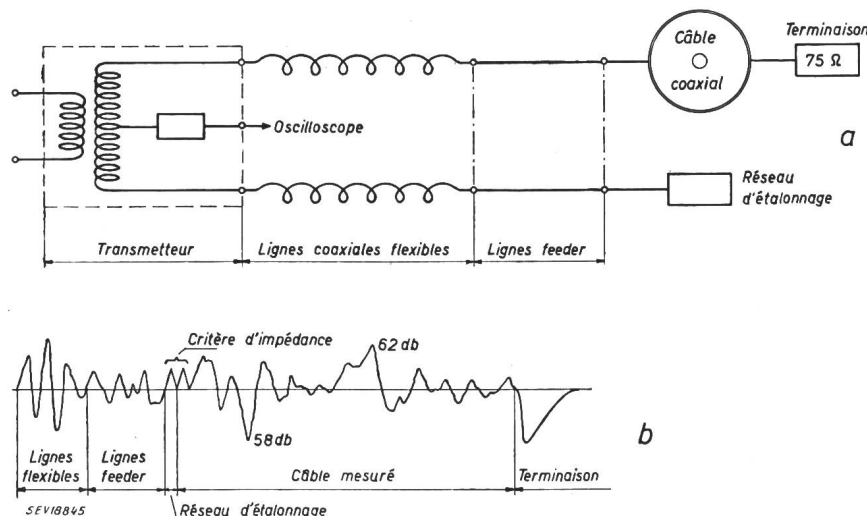 Terminaison
Câble
coaxial
75 Ω
Oscilloscope
a
Réseau
d'étalonnage
Transmetteur
Lignes coaxiales flexibles
Lignes feeder
Critère d'impédance
62 db
58 db
b
Lignes
flexibles
Lignes
feeder
Câble mesuré
Terminaison
SEV18845
Réseau d'étalonnage